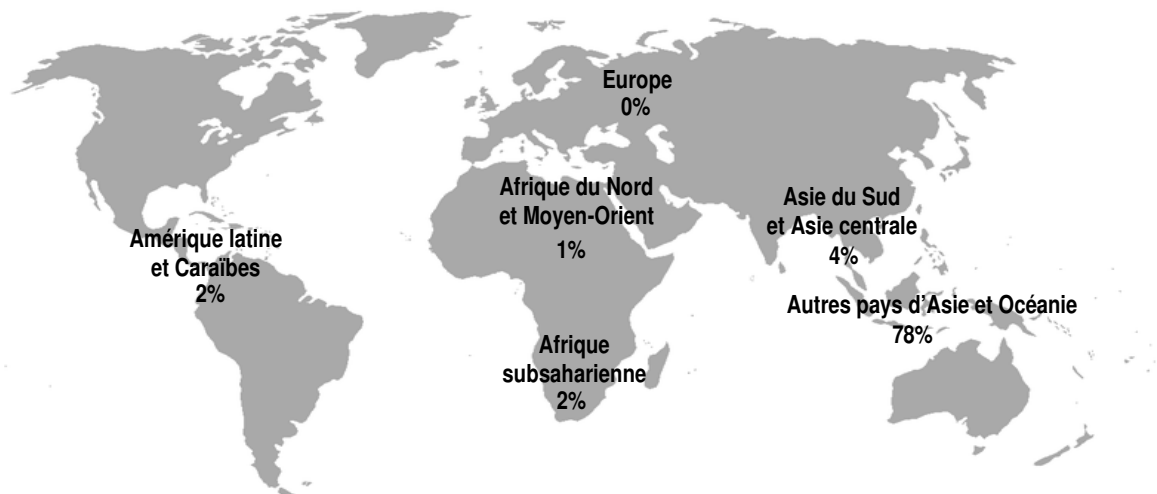 Europe
0%
Afrique du Nord
et Moyen-Orient
1%
Asie du Sud
et Asie centrale
4%
Amérique latine
et Caraïbes
2%
Autres pays d'Asie et Océanie
78%
Afrique
subsaharienne
2%